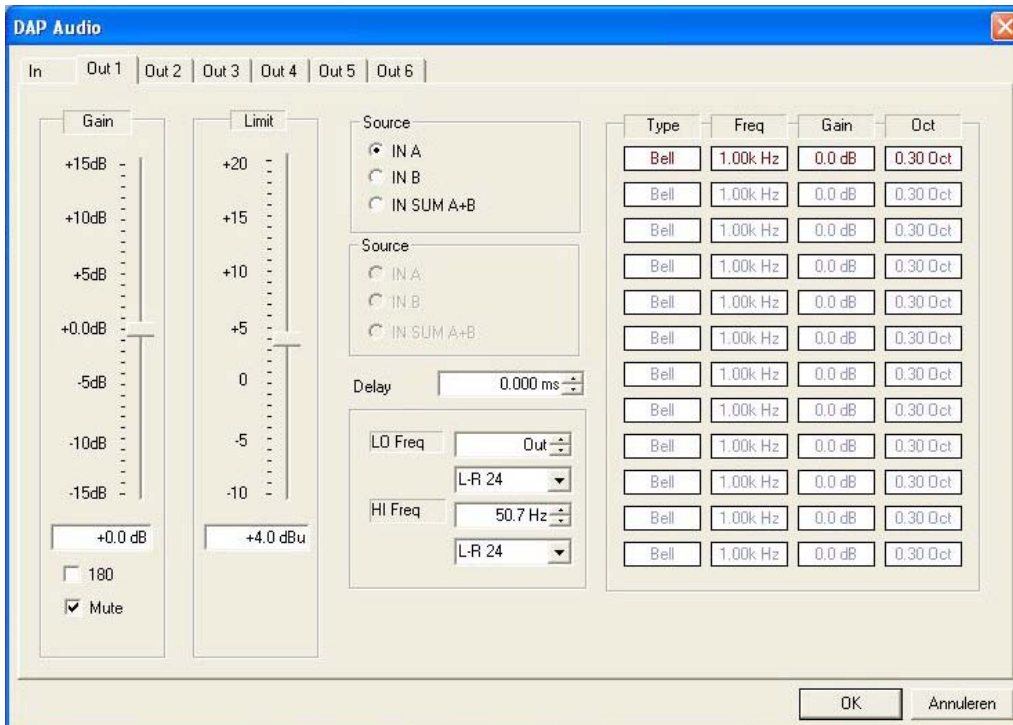 DAP Audio
In Out 1 Out 2 Out 3 Out 4 Out 5 Out 6
Gain
+15dB
+10dB
+5dB
+0.0dB
-5dB
-10dB
-15dB
+0.0 dB
180
Mute
Limit
+20
+15
+10
+5
0
-5
-10
+4.0 dBu
Source
IN A
IN B
IN SUM A+B
Source
IN A
IN B
IN SUM A+B
Delay 0.000 ms
LO Freq Out
L-R 24
HI Freq 50.7 Hz
L-R 24
Type Freq Gain Oct
Bell 1.00k Hz 0.0 dB 0.30 Oct
Bell 1.00k Hz 0.0 dB 0.30 Oct
Bell 1.00k Hz 0.0 dB 0.30 Oct
Bell 1.00k Hz 0.0 dB 0.30 Oct
Bell 1.00k Hz 0.0 dB 0.30 Oct
Bell 1.00k Hz 0.0 dB 0.30 Oct
Bell 1.00k Hz 0.0 dB 0.30 Oct
Bell 1.00k Hz 0.0 dB 0.30 Oct
Bell 1.00k Hz 0.0 dB 0.30 Oct
Bell 1.00k Hz 0.0 dB 0.30 Oct
Bell 1.00k Hz 0.0 dB 0.30 Oct
Bell 1.00k Hz 0.0 dB 0.30 Oct
OK Annuleren